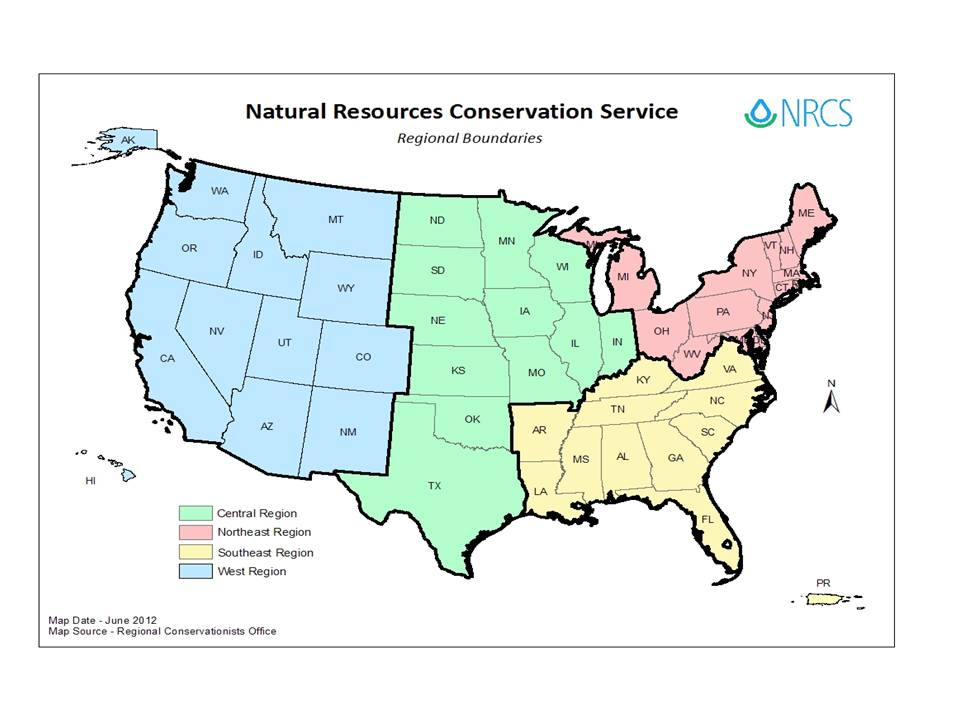 Natural Resources Conservation Service
NRCS
Regional Boundaries
AK
WA
MT
ND
MN
ME
OR
ID
SD
WI
MI
MI
NY
VT
NH
MA
CT
WY
NE
IA
PA
OH
NV
UT
CO
IL
IN
WV
CA
KS
MO
KY
VA
N
AZ
NM
OK
AR
TN
NC
SC
MS
AL
GA
HI
TX
LA
FL
PR
Central Region
Northeast Region
Southeast Region
West Region
Map Date - June 2012
Map Source - Regional Conservationists Office